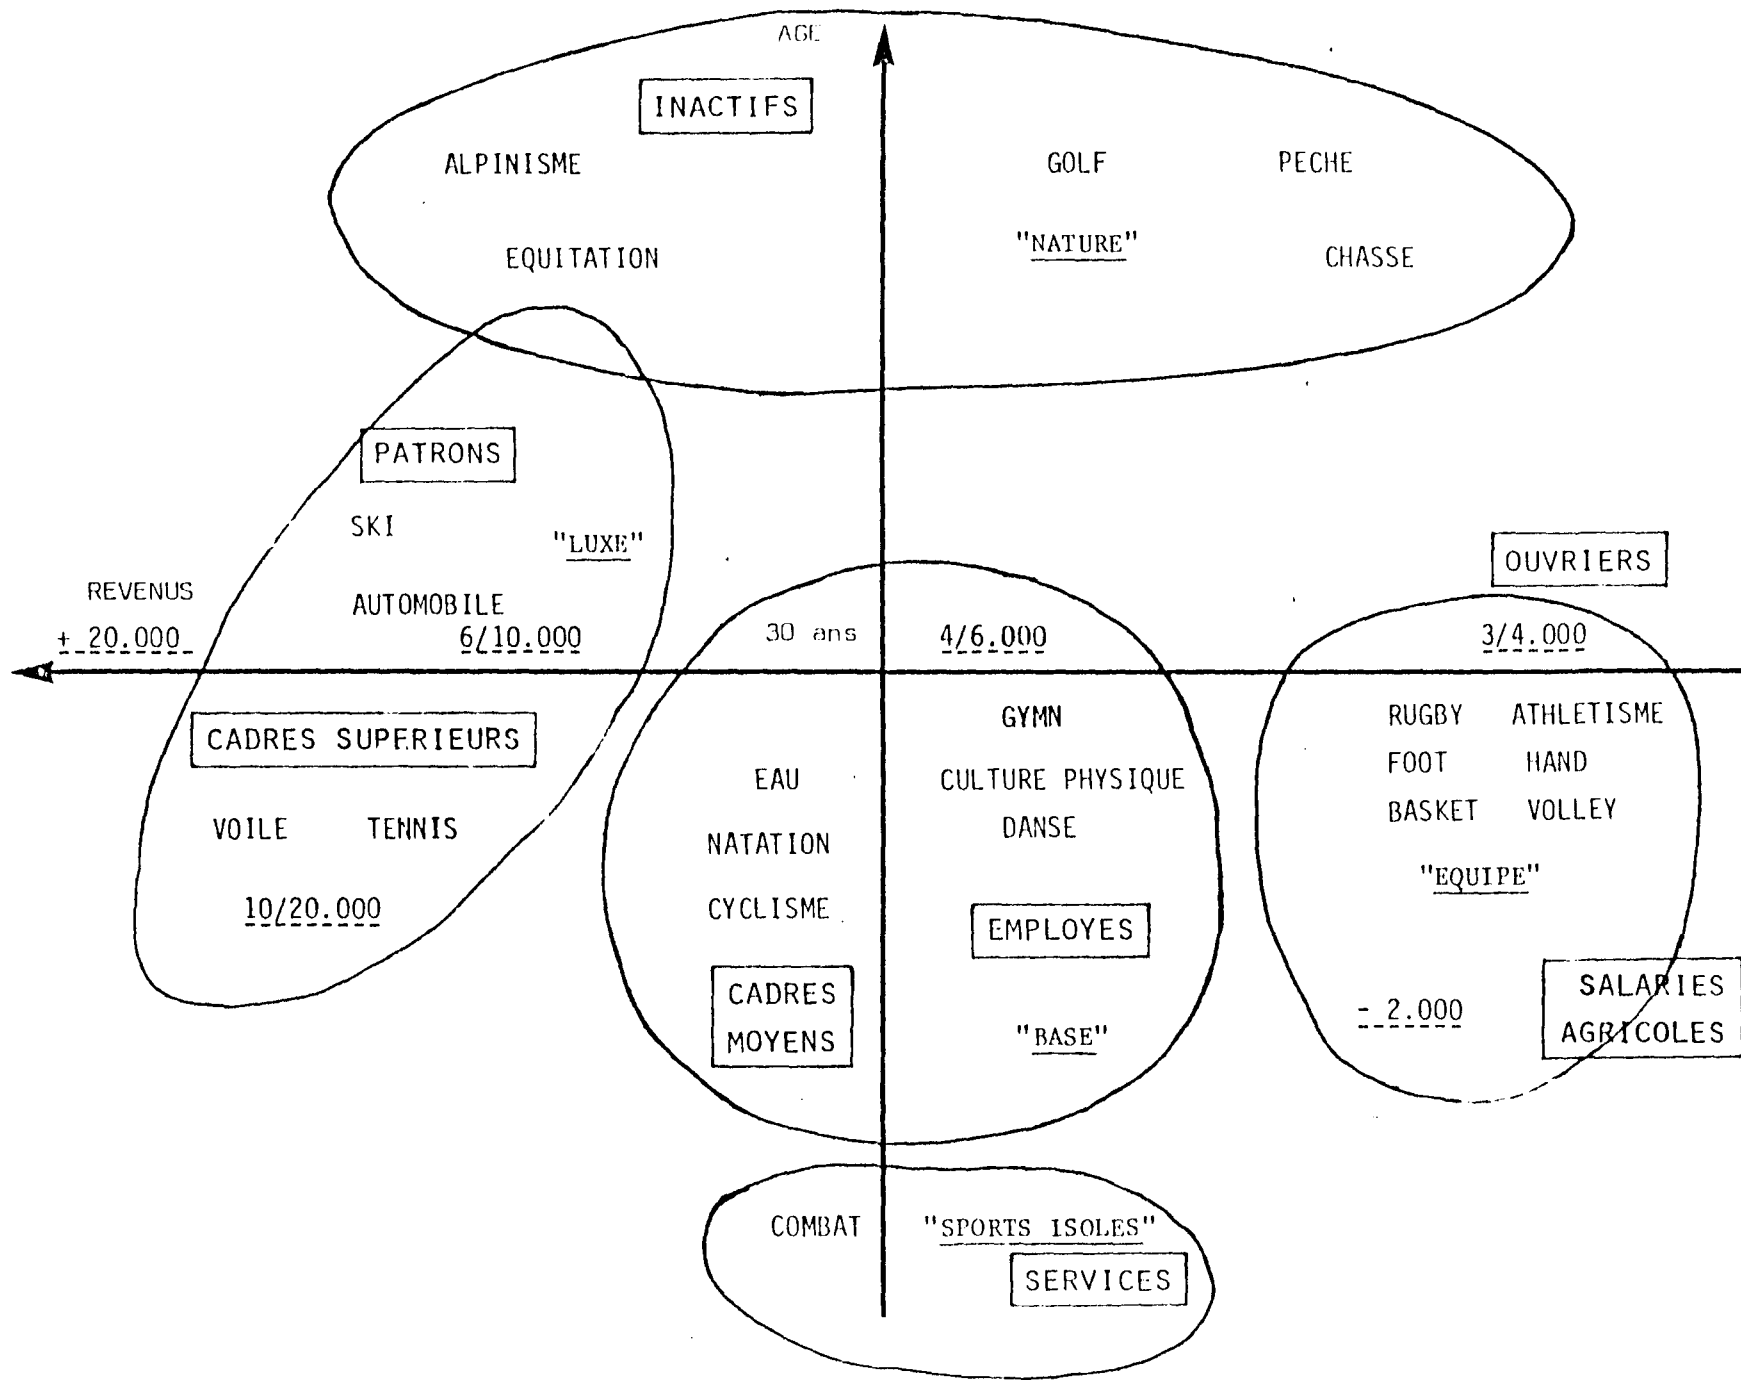 AGE
INACTIFS
ALPINISME
GOLF
PECHE
"NATURE"
EQUITATION
CHASSE
PATRONS
SKI
"LUXE"
OUVRIERS
REVENUS
AUTOMOBILE
+ 20.000
6/10.000
30 ans
4/6.000
3/4.000
CADRES SUPERIEURS
VOILE TENNIS
10/20.000
GYMN
EAU
CULTURE PHYSIQUE
NATATION
DANSE
CYCLISME
EMPLOYES
CADRES
MOYENS
"BASE"
RUGBY ATHLETISME
FOOT HAND
BASKET VOLLEY
"EQUIPE"
- 2.000
SALARIES
AGRICOLES
COMBAT
"SPORTS ISOLES"
SERVICES